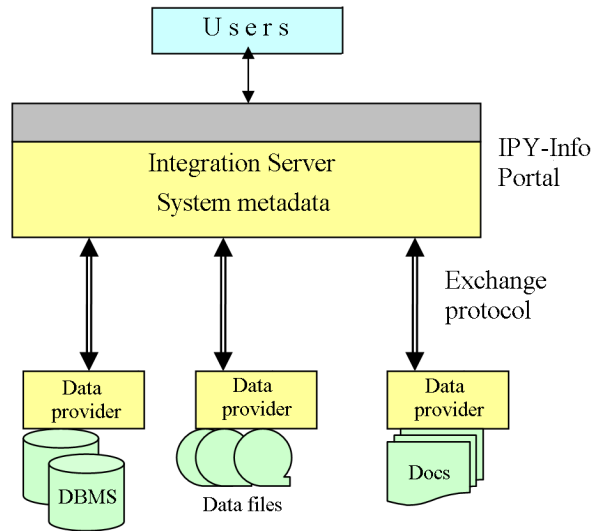 Users
Integration Server
System metadata
IPY-Info
Portal
Exchange
protocol
Data
provider
Data
provider
Data
provider
DBMS
Data files
Docs